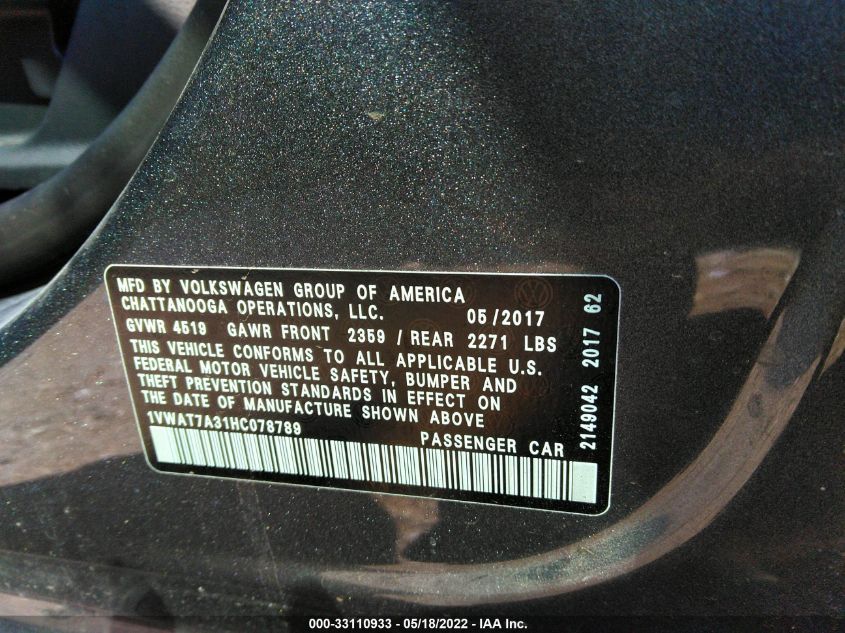 MFD BY VOLKSWAGEN GROUP OF AMERICA
CHATTANOOGA OPERATIONS, LLC. 05/2017
GVWR 4519 GAWR FRONT 2359 / REAR 2271 LBS
THIS VEHICLE CONFORMS TO ALL APPLICABLE U.S.
FEDERAL MOTOR VEHICLE SAFETY, BUMPER AND
THEFT PREVENTION STANDARDS IN EFFECT ON
THE DATE OF MANUFACTURE SHOWN ABOVE
1VWAT7A31HC078789 PASSENGER CAR
2149042 2017 62
000-33110933 - 05/18/2022 - IAA Inc.